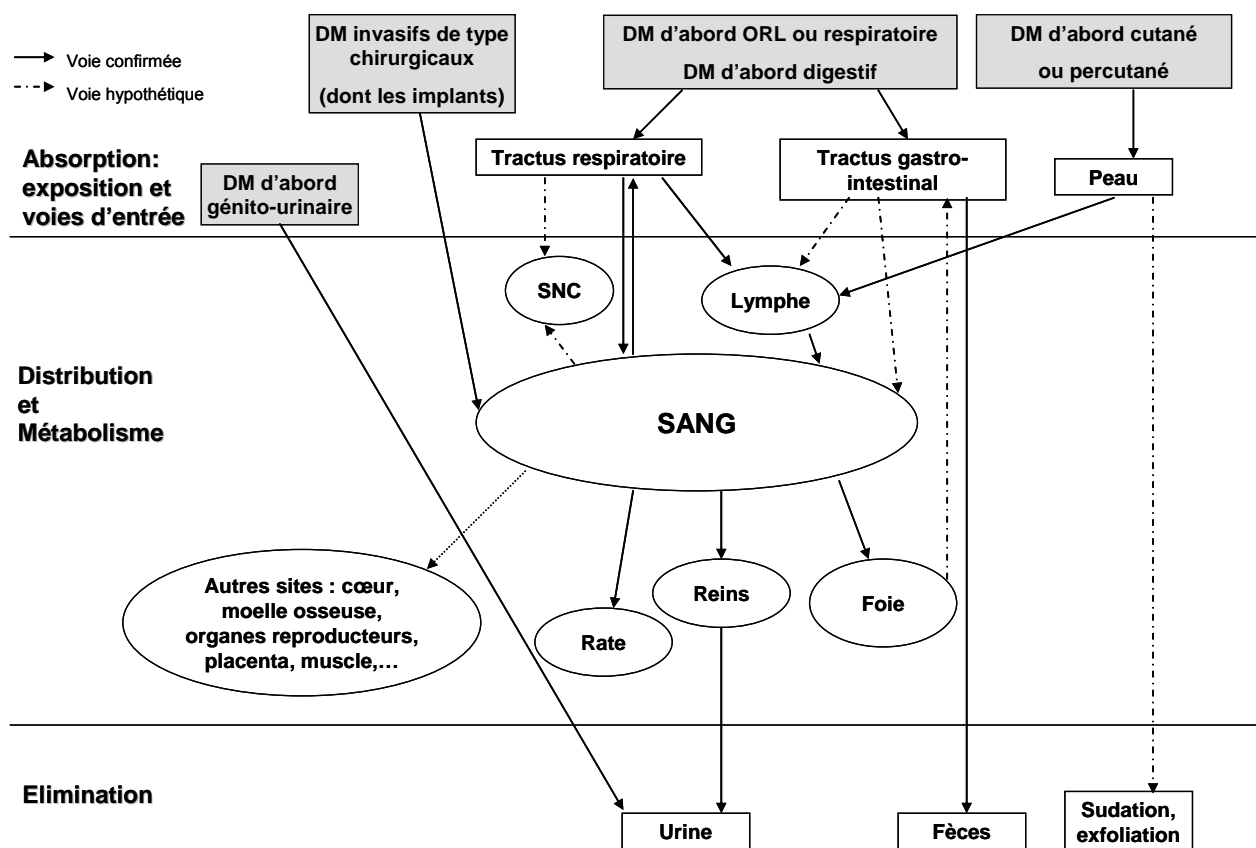 Voie confirmée
Voie hypothétique
DM invasifs de type
chirurgicaux
(dont les implants)
DM d'abord ORL ou respiratoire
DM d'abord digestif
DM d'abord cutané
ou percutané
Absorption:
exposition et
voies d'entrée
DM d'abord
génito-urinaire
Tractus respiratoire
Tractus gastro-
intestinal
Peau
SNC
Lymphe
Distribution
et
Métabolisme
SANG
Autres sites : cœur,
moelle osseuse,
organes reproducteurs,
placenta, muscle,…
Rate
Reins
Foie
Elimination
Urine
Fèces
Sudation,
exfoliation